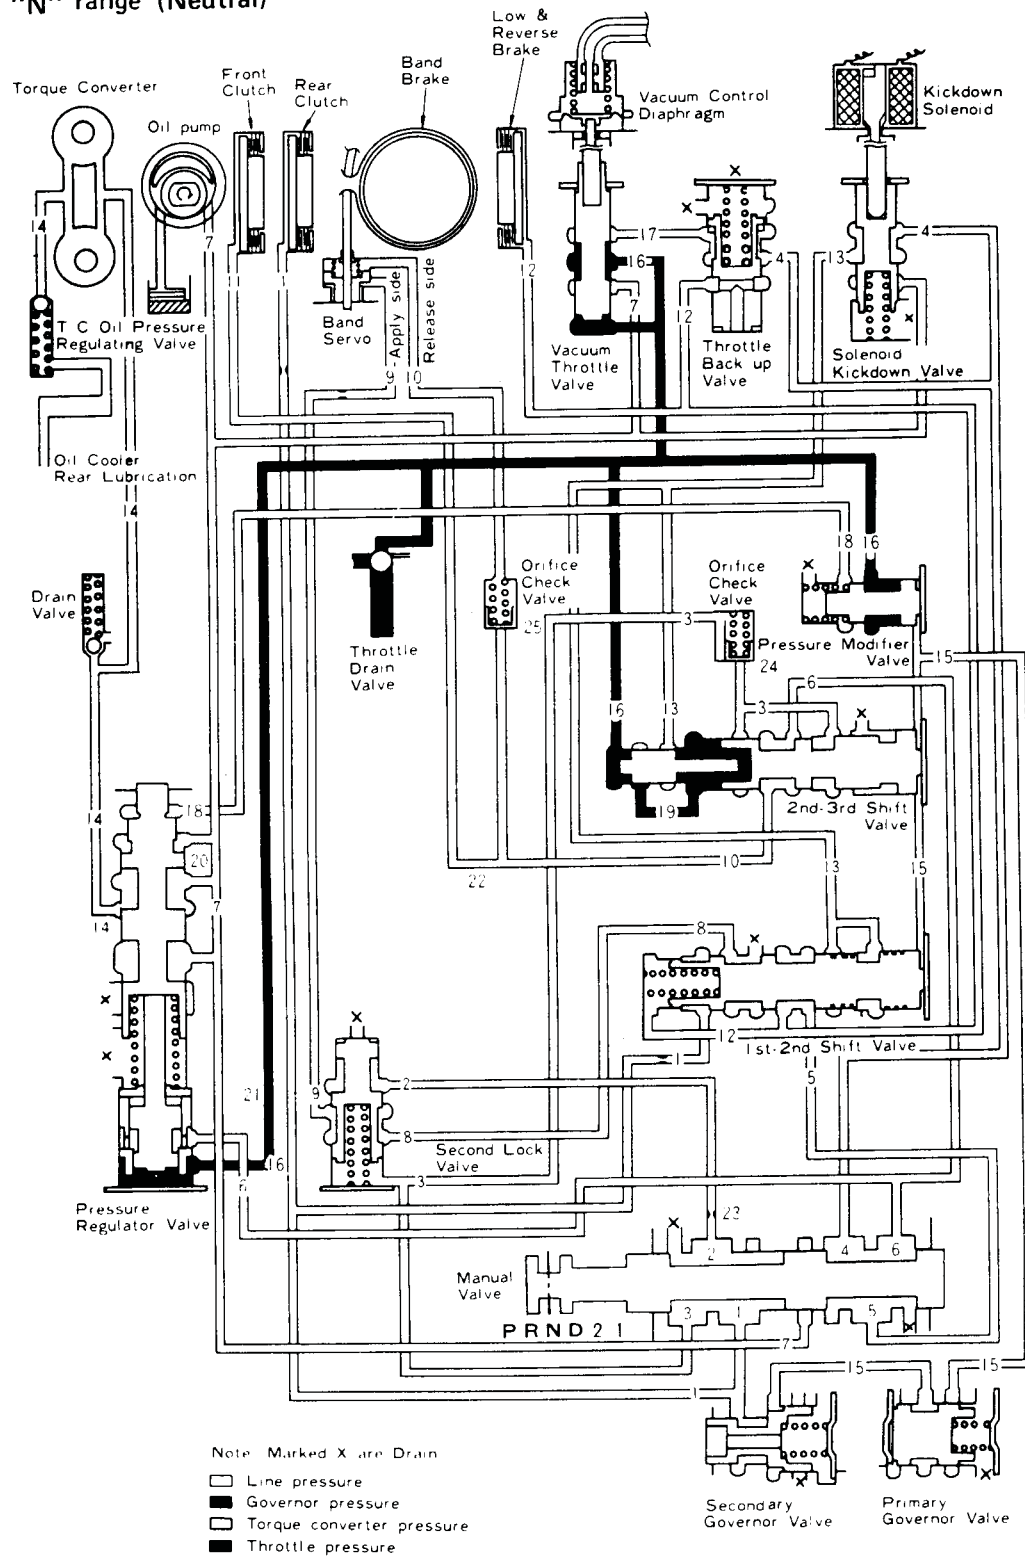 "N" range (Neutral)
Low &
Reverse
Brake
Band
Brake
Front
Clutch
Rear
Clutch
Torque Converter
Oil pump
Vacuum Control
Diaphragm
Kickdown
Solenoid
14
7
11
1
12
17
16
7
4
12
13
4
T C Oil Pressure
Regulating Valve
Band
Servo
9-Apply side
10 Release side
Vacuum
Throttle
Valve
Throttle
Back up
Valve
Solenoid
Kickdown Valve
Oil Cooler
Rear Lubrication
14
18
16
Drain
Valve
Orifice
Check
Valve
25
Orifice
Check
Valve
24
3
Throttle
Drain
Valve
Pressure Modifier
Valve
15
6
16
13
3
19
2nd-3rd Shift
Valve
18
14
20
22
10
13
15
7
14
8
12
1st-2nd Shift Valve
1
5
2
9
21
8
Second Lock
Valve
3
16
6
Pressure
Regulator Valve
23
2
4
6
Manual
Valve
3
1
5
P R N D 2 1
7
15
15
1
Note Marked X are Drain
Line pressure
Governor pressure
Torque converter pressure
Throttle pressure
Secondary
Governor Valve
Primary
Governor Valve